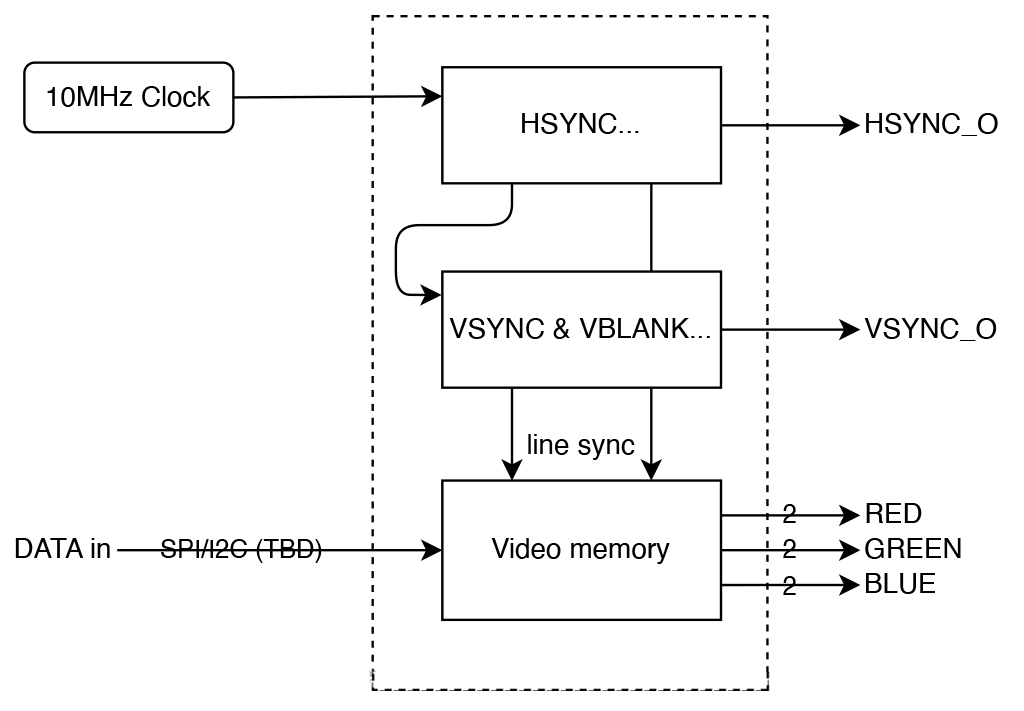 10MHz Clock
HSYNC...
HSYNC_O
VSYNC & VBLANK...
VSYNC_O
line sync
DATA in
SPI/I2C (TBD)
Video memory
2
RED
2
GREEN
2
BLUE